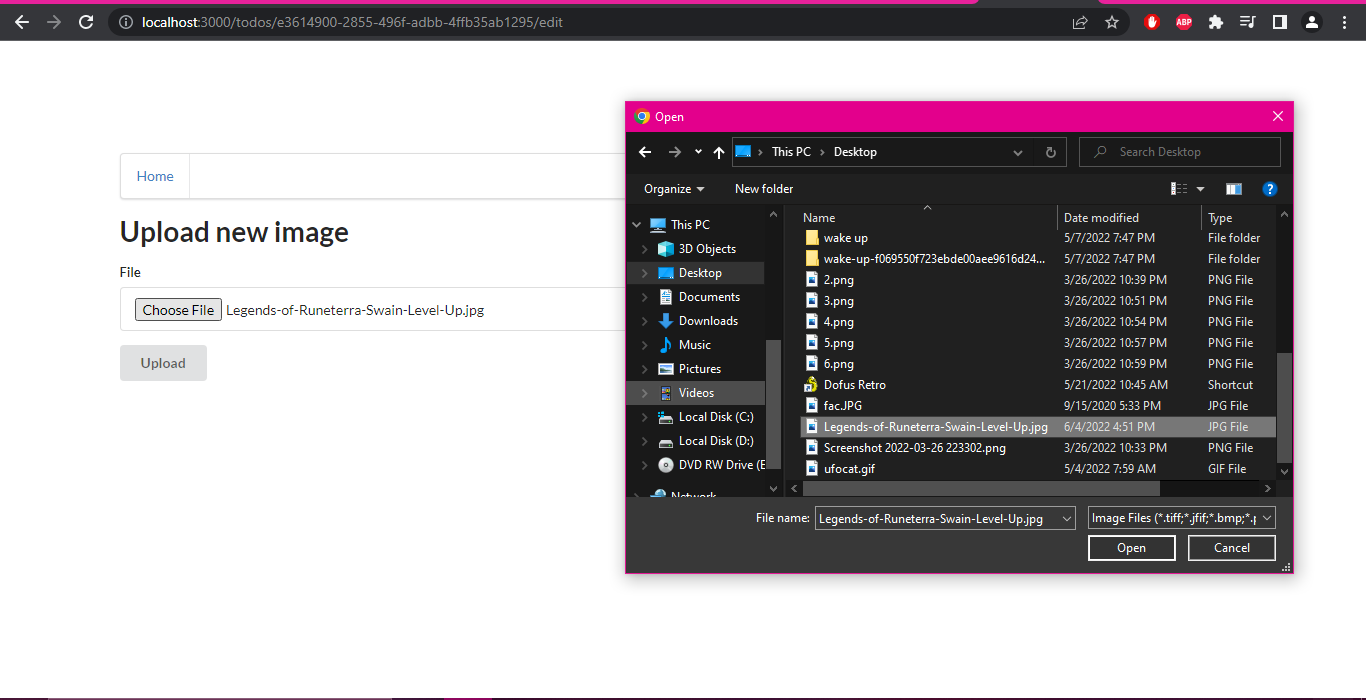 localhost:3000/todos/e3614900-2855-496f-adbb-4ffb35ab1295/edit
ABP
Home
Upload new image
File
Choose File Legends-of-Runeterra-Swain-Level-Up.jpg
Upload
Open
This PC Desktop
Search Desktop
Organize New folder
?
This PC
3D Objects
Desktop
Documents
Downloads
Music
Pictures
Videos
Local Disk (C:)
Local Disk (D:)
DVD RW Drive (E
Network
Name Date modified Type
wake up 5/7/2022 7:47 PM File folder
wake-up-f069550f723ebde00aee9616d24... 5/7/2022 7:47 PM File folder
2.png 3/26/2022 10:39 PM PNG File
3.png 3/26/2022 10:51 PM PNG File
4.png 3/26/2022 10:54 PM PNG File
5.png 3/26/2022 10:57 PM PNG File
6.png 3/26/2022 10:59 PM PNG File
Dofus Retro 5/21/2022 10:45 AM Shortcut
fac.JPG 9/15/2020 5:33 PM JPG File
Legends-of-Runeterra-Swain-Level-Up.jpg 6/4/2022 4:51 PM JPG File
Screenshot 2022-03-26 223302.png 3/26/2022 10:33 PM PNG File
ufocat.gif 5/4/2022 7:59 AM GIF File
File name: Legends-of-Runeterra-Swain-Level-Up.jpg Image Files (*.tiff;*.jfif;*.bmp;*.p
Open Cancel